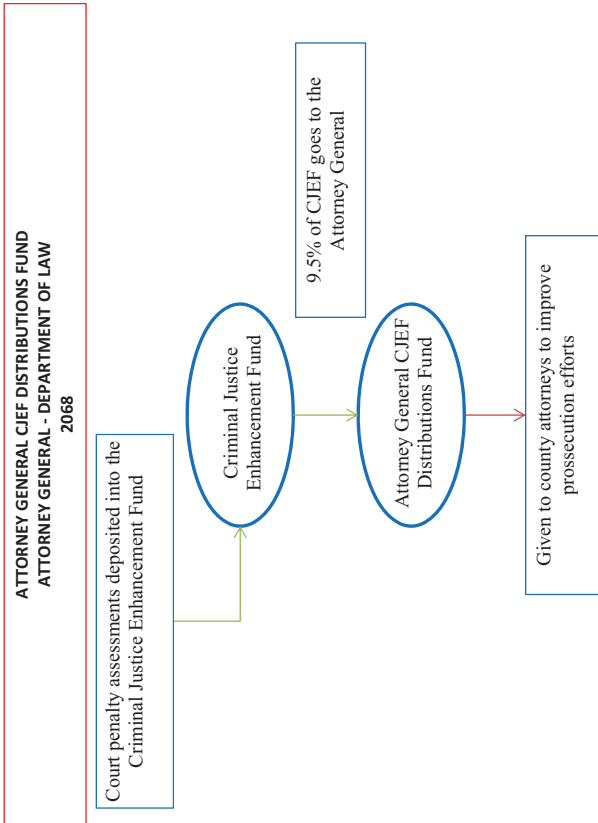 ATTORNEY GENERAL CJEF DISTRIBUTIONS FUND
ATTORNEY GENERAL - DEPARTMENT OF LAW
2068
Court penalty assessments deposited into the
Criminal Justice Enhancement Fund
Criminal Justice
Enhancement Fund
9.5% of CJEF goes to the
Attorney General
Attorney General CJEF
Distributions Fund
Given to county attorneys to improve
prossecution efforts